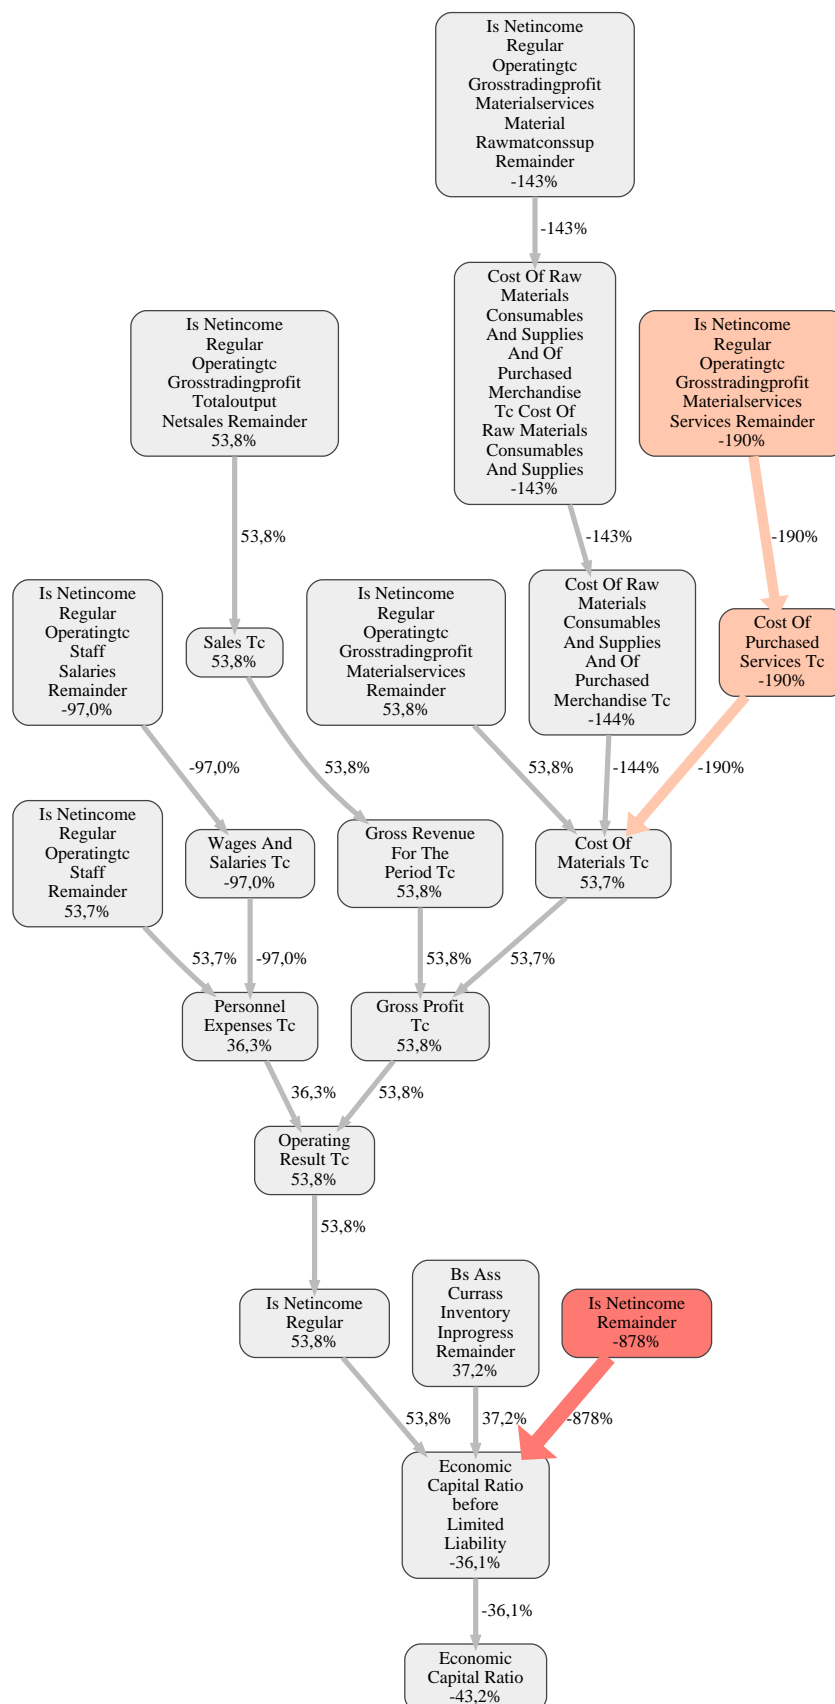 Is Netincome
Regular
Operatingtc
Grosstradingprofit
Materialservices
Material
Rawmatconssup
Remainder
-143%
-143%
Cost Of Raw
Materials
Consumables
And Supplies
And Of
Purchased
Merchandise
Tc Cost Of
Raw Materials
Consumables
And Supplies
-143%
Is Netincome
Regular
Operatingtc
Grosstradingprofit
Totaloutput
Netsales Remainder
53,8%
Is Netincome
Regular
Operatingtc
Grosstradingprofit
Materialservices
Services Remainder
-190%
53,8%
-143%
-190%
Is Netincome
Regular
Operatingtc
Staff
Salaries
Remainder
-97,0%
Sales Tc
53,8%
Is Netincome
Regular
Operatingtc
Grosstradingprofit
Materialservices
Remainder
53,8%
Cost Of Raw
Materials
Consumables
And Supplies
And Of
Purchased
Merchandise Tc
-144%
Cost Of
Purchased
Services Tc
-190%
-97,0%
53,8%
53,8%
-144%
-190%
Is Netincome
Regular
Operatingtc
Staff
Remainder
53,7%
Wages And
Salaries Tc
-97,0%
Gross Revenue
For The
Period Tc
53,8%
Cost Of
Materials Tc
53,7%
53,7%
-97,0%
53,8%
53,7%
Personnel
Expenses Tc
36,3%
Gross Profit
Tc
53,8%
36,3%
53,8%
Operating
Result Tc
53,8%
53,8%
Is Netincome
Regular
53,8%
Bs Ass
Currass
Inventory
Inprogress
Remainder
37,2%
Is Netincome
Remainder
-878%
53,8%
37,2%
-878%
Economic
Capital Ratio
before
Limited
Liability
-36,1%
-36,1%
Economic
Capital Ratio
-43,2%